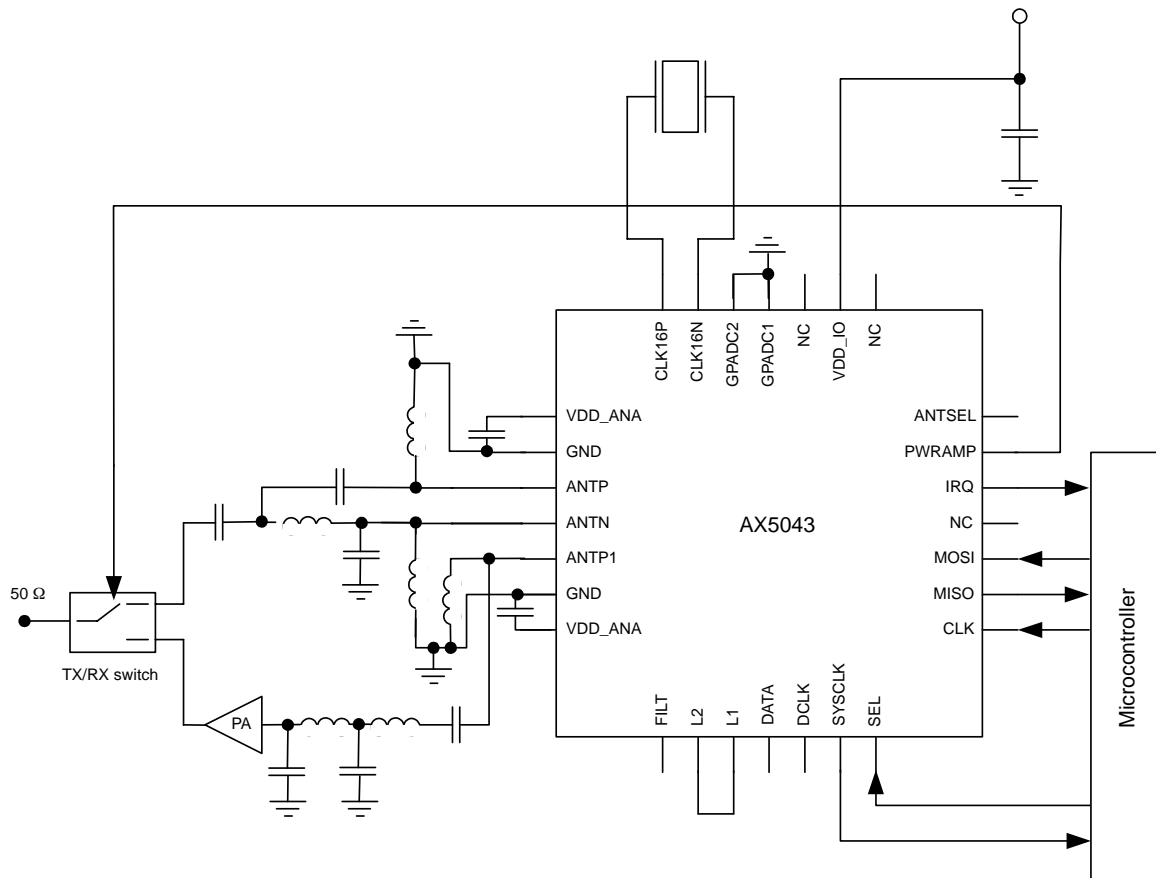 CLK16P
CLK16N
GPADC2
GPADC1
NC
VDD_IO
NC
VDD_ANA
GND
ANTP
ANTN
ANTP1
GND
VDD_ANA
AX5043
ANTSEL
PWRAMP
IRQ
NC
MOSI
MISO
CLK
FILT
L2
L1
DATA
DCLK
SYSCLK
SEL
Microcontroller
50 Ω
TX/RX switch
PA